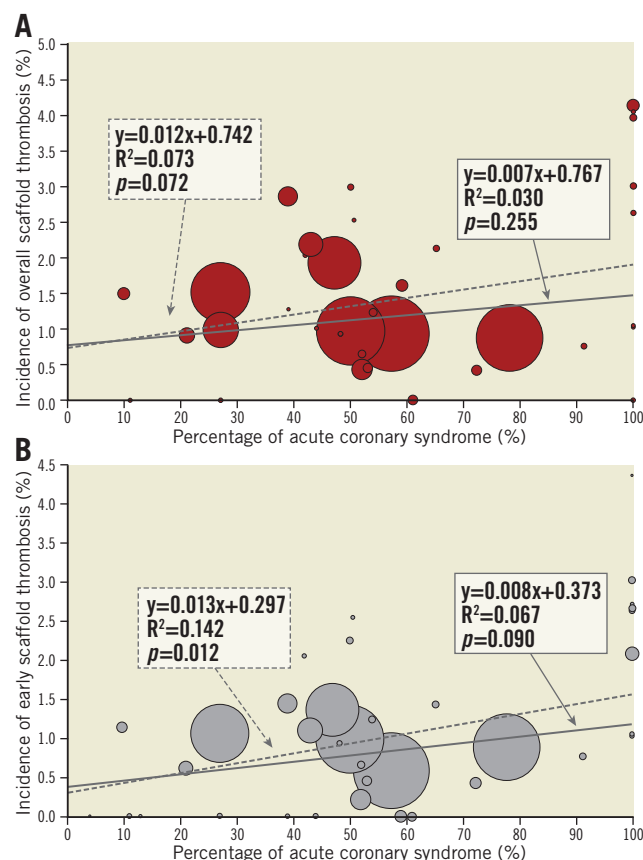 A
Incidence of overall scaffold thrombosis (%)
5.0
4.5
4.0
3.5
3.0
2.5
2.0
1.5
1.0
0.5
0.0
y=0.012x+0.742
R²=0.073
p=0.072
y=0.007x+0.767
R²=0.030
p=0.255
0 10 20 30 40 50 60 70 80 90 100
Percentage of acute coronary syndrome (%)
B
Incidence of early scaffold thrombosis (%)
4.5
4.0
3.5
3.0
2.5
2.0
1.5
1.0
0.5
0.0
y=0.013x+0.297
R²=0.142
p=0.012
y=0.008x+0.373
R²=0.067
p=0.090
0 10 20 30 40 50 60 70 80 90 100
Percentage of acute coronary syndrome (%)